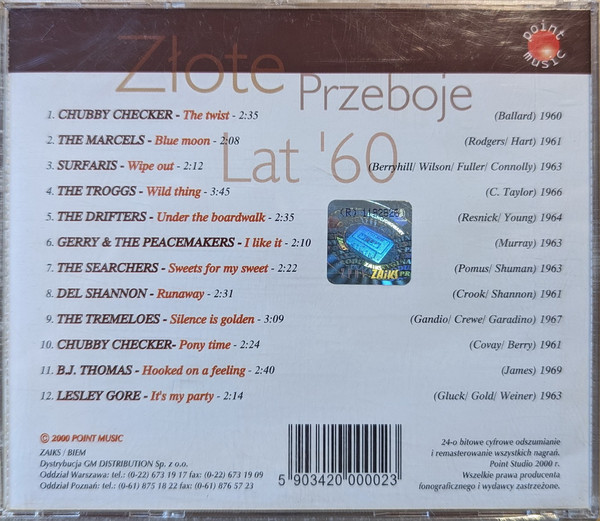 point music
Złote Przeboje
Lat '60
1. CHUBBY CHECKER - The twist - 2:35 (Ballard) 1960
2. THE MARCELS - Blue moon - 2:08 (Rodgers/ Hart) 1961
3. SURFARIS - Wipe out - 2:12 (Berryhill/ Wilson/ Fuller/ Connolly) 1963
4. THE TROGGS - Wild thing - 3:45 (C. Taylor) 1966
5. THE DRIFTERS - Under the boardwalk - 2:35 (Resnick/ Young) 1964
6. GERRY & THE PEACEMAKERS - I like it - 2:10 (Murray) 1963
7. THE SEARCHERS - Sweets for my sweet - 2:22 (Pomus/ Shuman) 1963
8. DEL SHANNON - Runaway - 2:31 (Crook/ Shannon) 1961
9. THE TREMELOES - Silence is golden - 3:09 (Gandio/ Crewe/ Garadino) 1967
10. CHUBBY CHECKER- Pony time - 2:24 (Covay/ Berry) 1961
11. B.J. THOMAS - Hooked on a feeling - 2:40 (James) 1969
12. LESLEY GORE - It's my party - 2:14 (Gluck/ Gold/ Weiner) 1963
(R)
ZAiKS
© 2000 POINT MUSIC
ZAIKS / BIEM
Dystrybucja GM DISTRIBUTION Sp. z o.o.
Oddział Warszawa: tel.: (0-22) 673 19 17 fax: (0-22) 673 19 09
Oddział Poznań: tel.: (0-61) 875 18 22 fax: (0-61) 876 57 23
5 903420 000023
24-o bitowe cyfrowe odszumianie
i remasterowanie wszystkich nagrań.
Point Studio 2000 r.
Wszelkie prawa producenta
fonograficznego i wydawcy zastrzeżone.